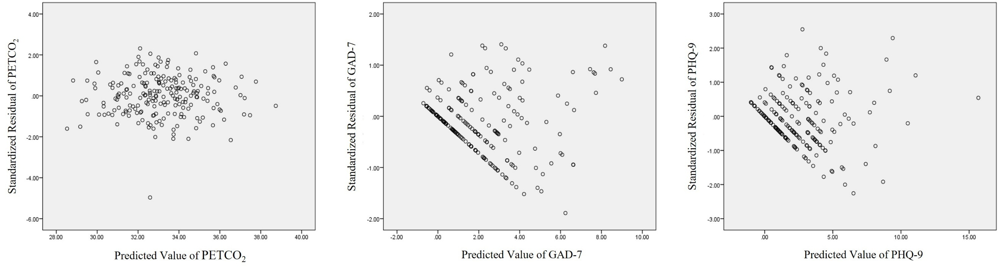 Standardized Residual of PETCO2
4.00
2.00
.00
-2.00
-4.00
-6.00
28.00 30.00 32.00 34.00 36.00 38.00 40.00
Predicted Value of PETCO2
Standardized Residual of GAD-7
2.00
1.00
.00
-1.00
-2.00
-2.00 .00 2.00 4.00 6.00 8.00 10.00
Predicted Value of GAD-7
Standardized Residual of PHQ-9
3.00
2.00
1.00
.00
-1.00
-2.00
-3.00
.00 5.00 10.00 15.00
Predicted Value of PHQ-9